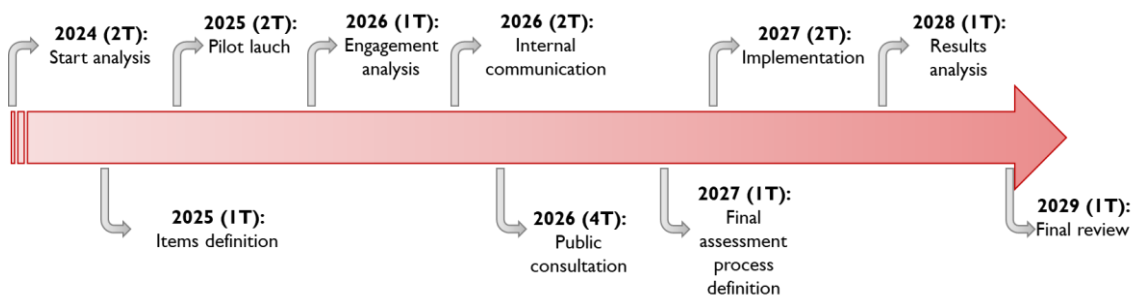 2024 (2T):
Start analysis
2025 (2T):
Pilot lauch
2026 (1T):
Engagement
analysis
2026 (2T):
Internal
communication
2027 (2T):
Implementation
2028 (1T):
Results
analysis
2025 (1T):
Items definition
2026 (4T):
Public
consultation
2027 (1T):
Final
assessment
process
definition
2029 (1T):
Final review